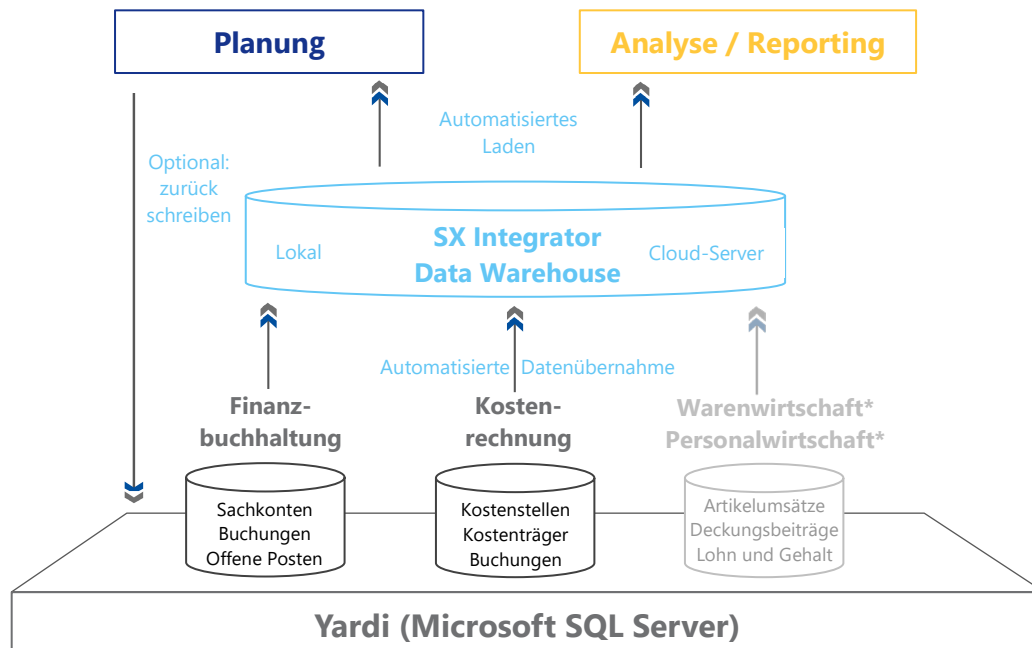 Planung
Analyse / Reporting
Automatisiertes
Laden
Optional:
zurück
schreiben
SX Integrator
Data Warehouse
Lokal
Cloud-Server
Automatisierte Datenübernahme
Finanz-
buchhaltung
Kosten-
rechnung
Warenwirtschaft*
Personalwirtschaft*
Sachkonten
Buchungen
Offene Posten
Kostenstellen
Kostenträger
Buchungen
Artikelumsätze
Deckungsbeiträge
Lohn und Gehalt
Yardi (Microsoft SQL Server)